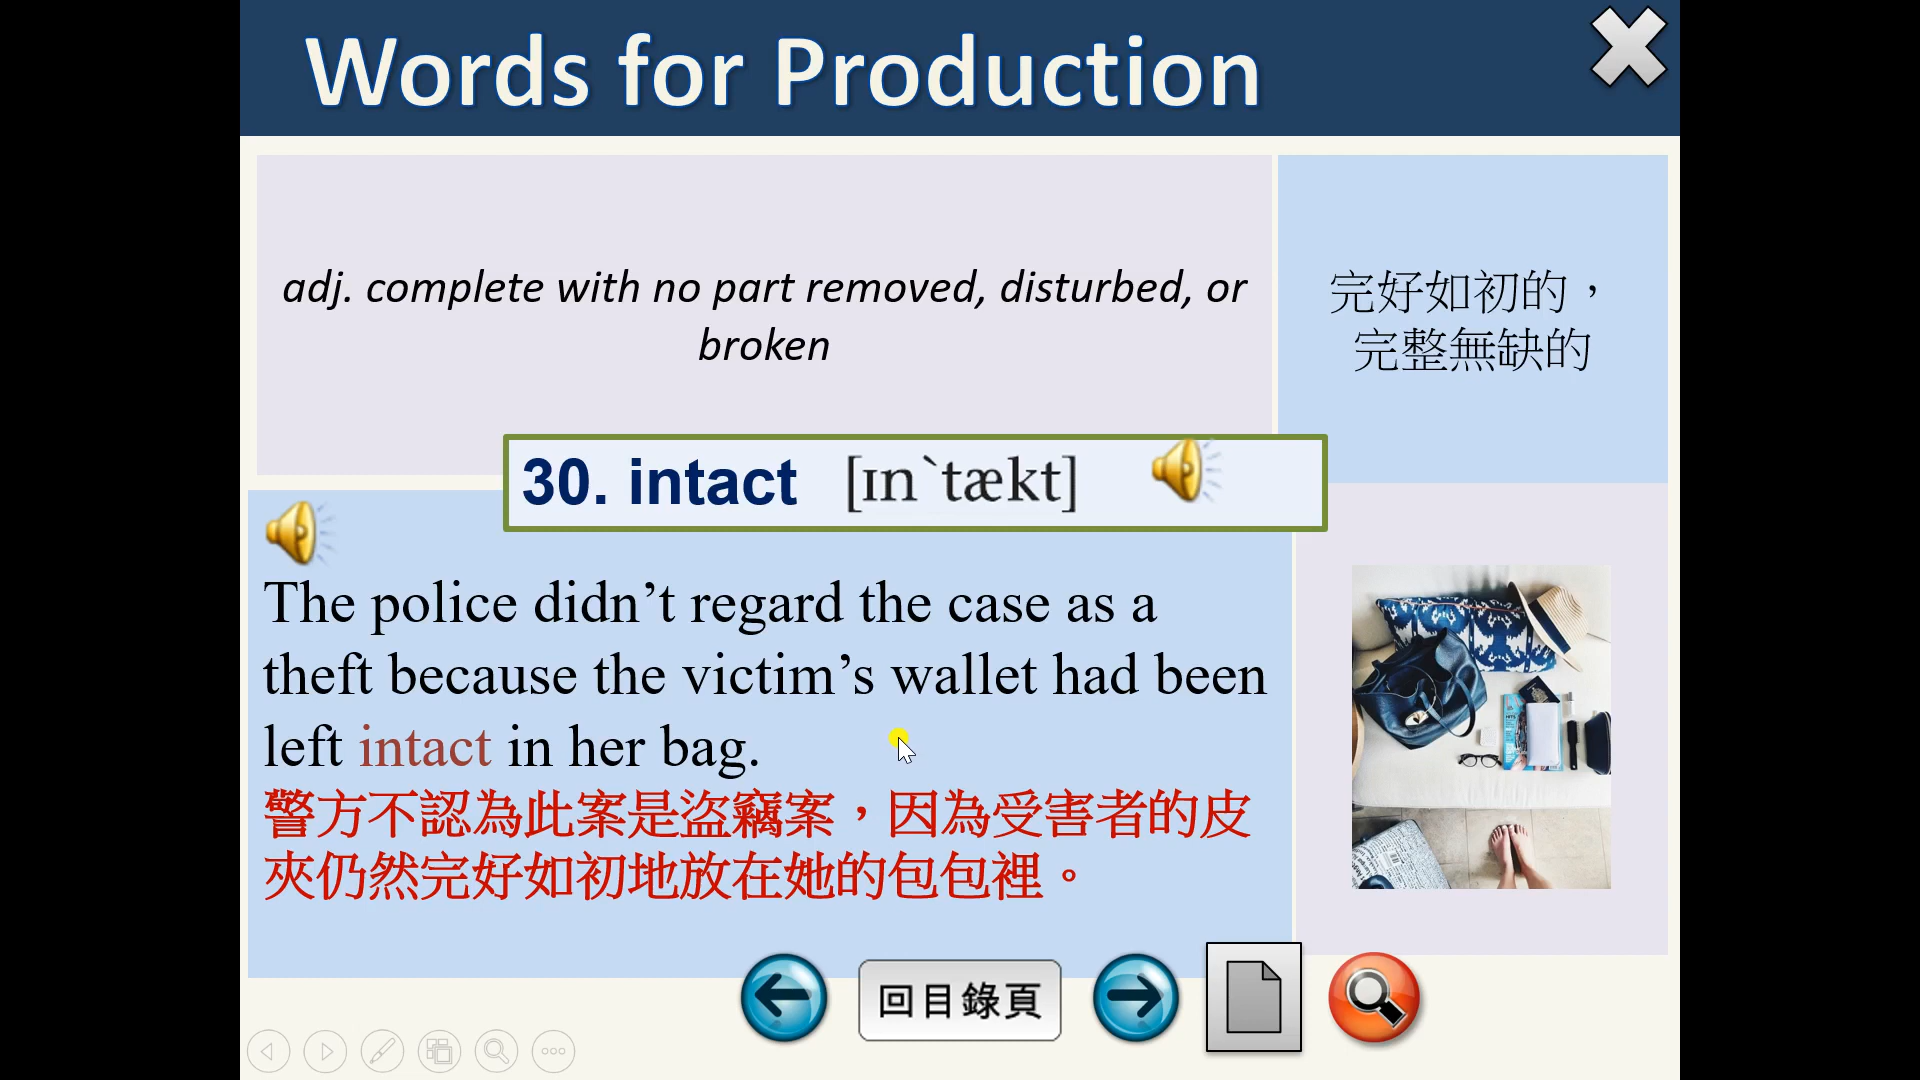 Words for Production
adj. complete with no part removed, disturbed, or
broken
完好如初的，
完整無缺的
30. intact [ɪnˋtækt]
The police didn’t regard the case as a
theft because the victim’s wallet had been
left intact in her bag.
警方不認為此案是盜竊案，因為受害者的皮
夾仍然完好如初地放在她的包包裡。
回目錄頁